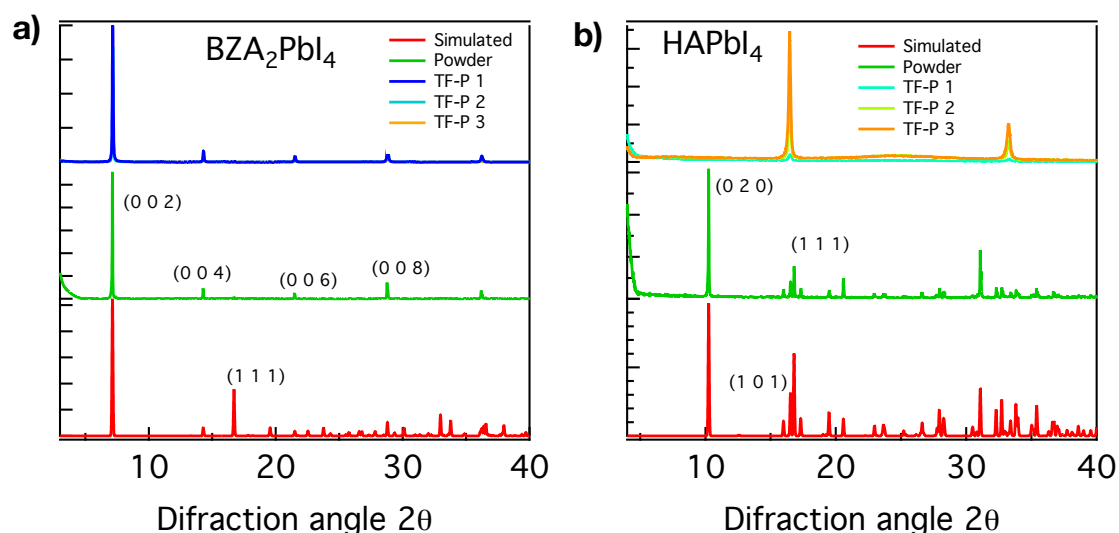 a)
BZA₂PbI₄
Simulated
Powder
TF-P 1
TF-P 2
TF-P 3
(0 0 2)
(0 0 4)
(0 0 6)
(0 0 8)
(1 1 1)
10
20
30
40
Difraction angle 2θ
b)
HAPbI₄
Simulated
Powder
TF-P 1
TF-P 2
TF-P 3
(0 2 0)
(1 1 1)
(1 0 1)
10
20
30
40
Difraction angle 2θ